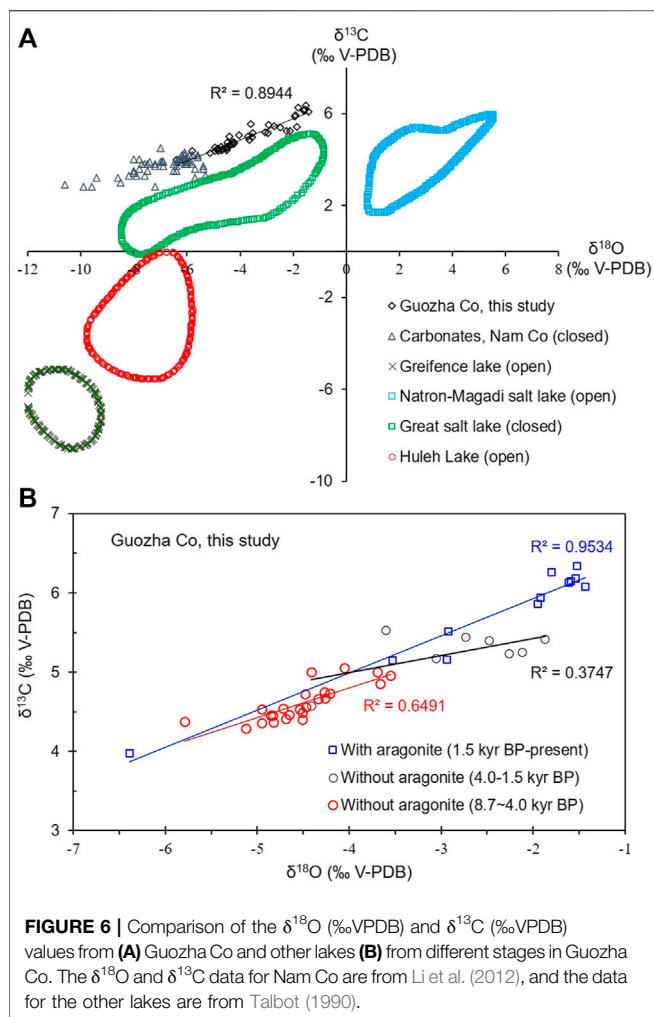 A
δ¹³C
(‰ V-PDB)
R² = 0.8944
6
2
δ¹⁸O
(‰ V-PDB)
-12 -10 -8 -6 -4 -2 0 2 4 6 8
-2
-6
-10
Guozha Co, this study
Carbonates, Nam Co (closed)
Greifence lake (open)
Natron-Magadi salt lake (open)
Great salt lake (closed)
Huleh Lake (open)
B
7
6
5
4
3
δ¹³C (‰ V-PDB)
Guozha Co, this study
R² = 0.9534
R² = 0.3747
R² = 0.6491
With aragonite (1.5 kyr BP-present)
Without aragonite (4.0-1.5 kyr BP)
Without aragonite (8.7~4.0 kyr BP)
-7 -6 -5 -4 -3 -2 -1
δ¹⁸O (‰ V-PDB)
FIGURE 6 | Comparison of the δ¹⁸O (‰VPDB) and δ¹³C (‰VPDB)
values from (A) Guozha Co and other lakes (B) from different stages in Guozha
Co. The δ¹⁸O and δ¹³C data for Nam Co are from Li et al. (2012), and the data
for the other lakes are from Talbot (1990).